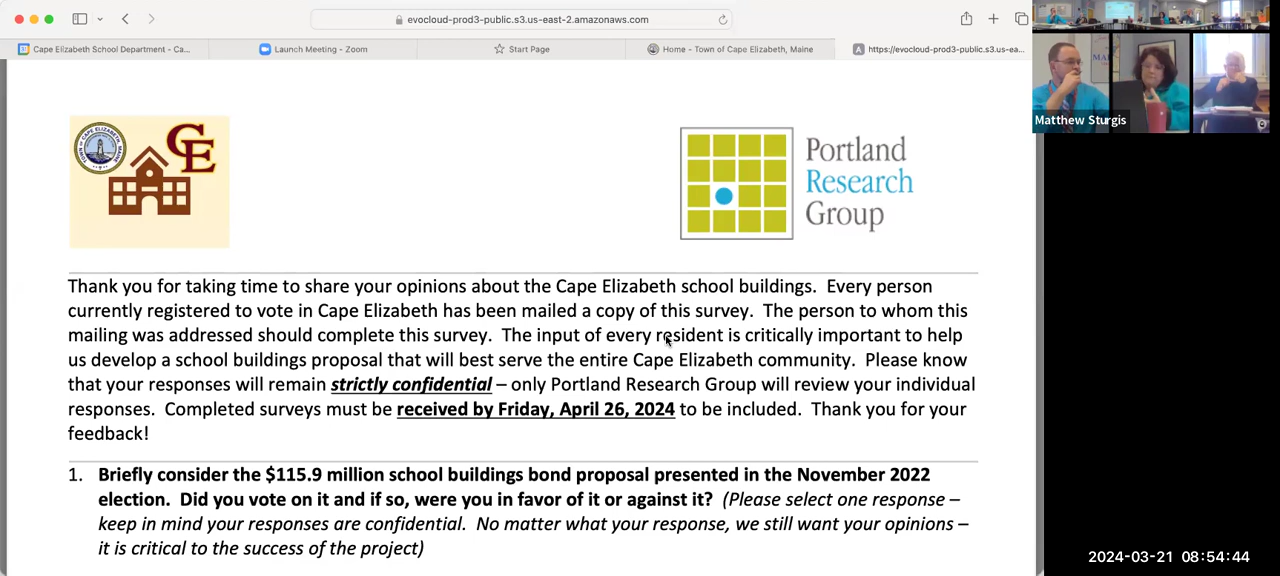 evocloud-prod3-public.s3.us-east-2.amazonaws.com
Cape Elizabeth School Department - Ca...
Launch Meeting - Zoom
Start Page
Home - Town of Cape Elizabeth, Maine
https://evocloud-prod3-public.s3.us-ea...
Matthew Sturgis
CE
Portland
Research
Group
Thank you for taking time to share your opinions about the Cape Elizabeth school buildings. Every person
currently registered to vote in Cape Elizabeth has been mailed a copy of this survey. The person to whom this
mailing was addressed should complete this survey. The input of every resident is critically important to help
us develop a school buildings proposal that will best serve the entire Cape Elizabeth community. Please know
that your responses will remain strictly confidential – only Portland Research Group will review your individual
responses. Completed surveys must be received by Friday, April 26, 2024 to be included. Thank you for your
feedback!
1. Briefly consider the $115.9 million school buildings bond proposal presented in the November 2022
election. Did you vote on it and if so, were you in favor of it or against it? (Please select one response –
keep in mind your responses are confidential. No matter what your response, we still want your opinions –
it is critical to the success of the project)
2024-03-21 08:54:44